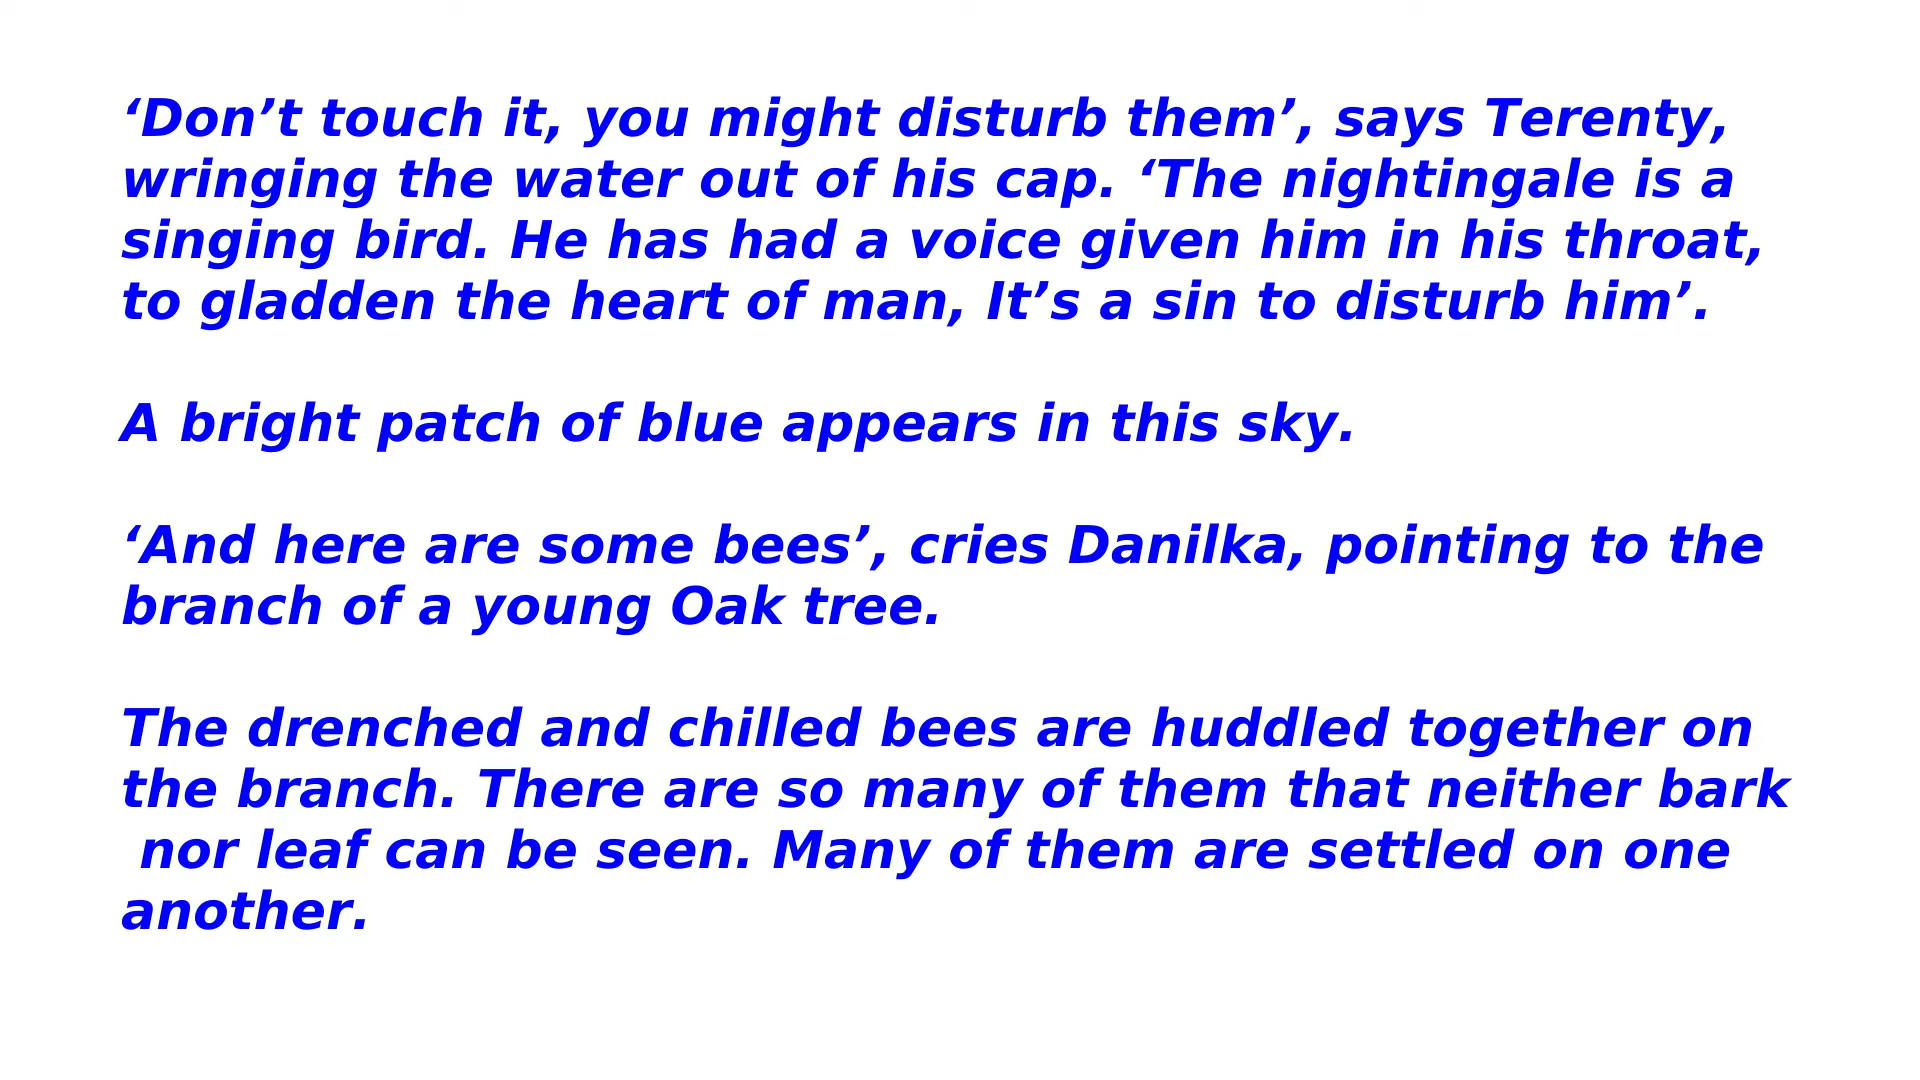 ‘Don’t touch it, you might disturb them’, says Terenty,
wringing the water out of his cap. ‘The nightingale is a
singing bird. He has had a voice given him in his throat,
to gladden the heart of man, It’s a sin to disturb him’.
A bright patch of blue appears in this sky.
‘And here are some bees’, cries Danilka, pointing to the
branch of a young Oak tree.
The drenched and chilled bees are huddled together on
the branch. There are so many of them that neither bark
nor leaf can be seen. Many of them are settled on one
another.